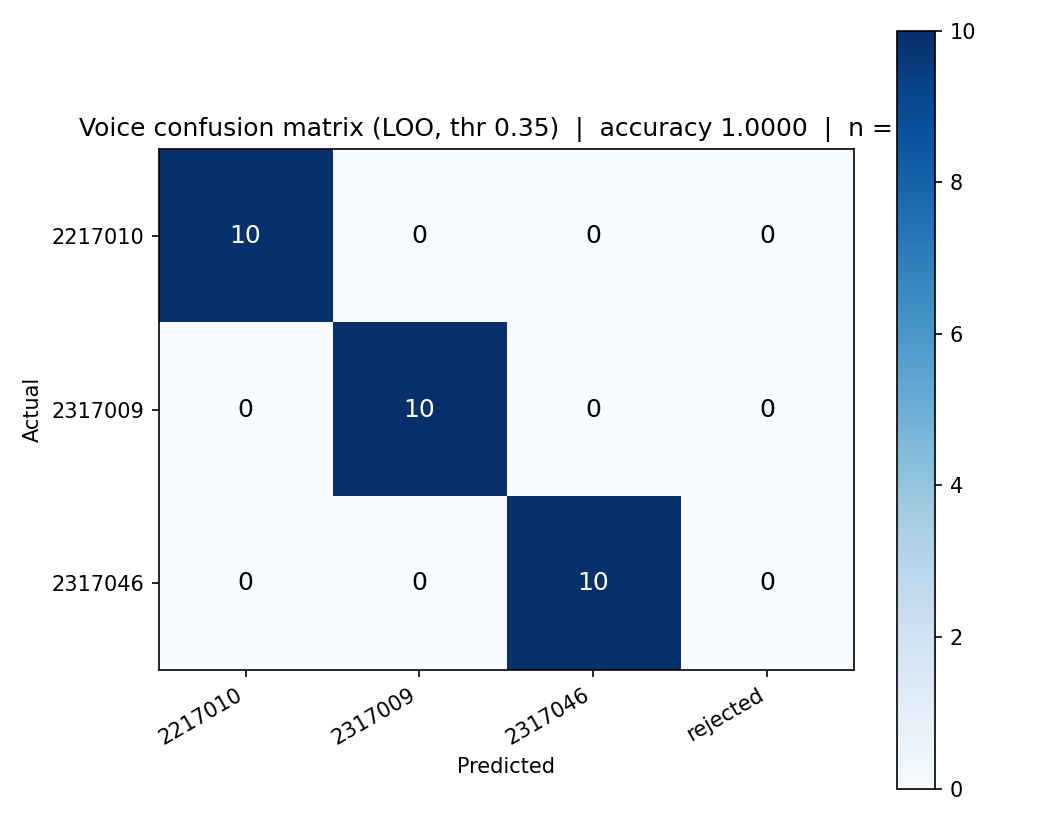 Voice confusion matrix (LOO, thr 0.35) | accuracy 1.0000 | n =
10
8
6
4
2
0
Actual
2217010
10 0 0 0
2317009
0 10 0 0
2317046
0 0 10 0
2217010 2317009 2317046 rejected
Predicted